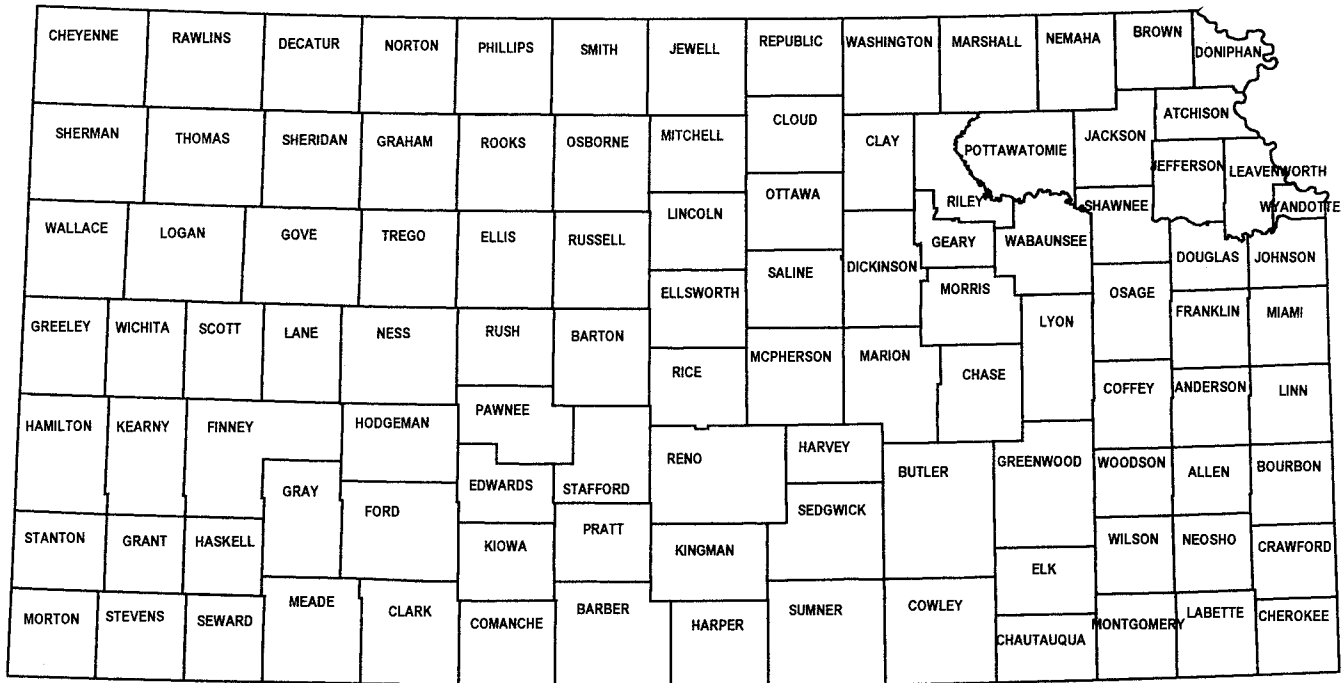 CHEYENNE
RAWLINS
DECATUR
NORTON
PHILLIPS
SMITH
JEWELL
REPUBLIC
WASHINGTON
MARSHALL
NEMAHA
BROWN
DONIPHAN
SHERMAN
THOMAS
SHERIDAN
GRAHAM
ROOKS
OSBORNE
MITCHELL
CLOUD
CLAY
POTTAWATOMIE
JACKSON
ATCHISON
JEFFERSON
LEAVENWORTH
WYANDOTTE
WALLACE
LOGAN
GOVE
TREGO
ELLIS
RUSSELL
LINCOLN
OTTAWA
RILEY
SHAWNEE
GEARY
WABAUNSEE
DOUGLAS
JOHNSON
ELLSWORTH
SALINE
DICKINSON
MORRIS
OSAGE
GREELEY
WICHITA
SCOTT
LANE
NESS
RUSH
BARTON
RICE
MCPHERSON
MARION
CHASE
LYON
FRANKLIN
MIAMI
COFFEY
ANDERSON
LINN
HAMILTON
KEARNY
FINNEY
HODGEMAN
PAWNEE
RENO
HARVEY
BUTLER
GREENWOOD
WOODSON
ALLEN
BOURBON
GRAY
FORD
EDWARDS
STAFFORD
SEDGWICK
STANTON
GRANT
HASKELL
KIOWA
PRATT
KINGMAN
ELK
WILSON
NEOSHO
CRAWFORD
MORTON
STEVENS
SEWARD
MEADE
CLARK
COMANCHE
BARBER
HARPER
SUMNER
COWLEY
CHAUTAUQUA
MONTGOMERY
LABETTE
CHEROKEE